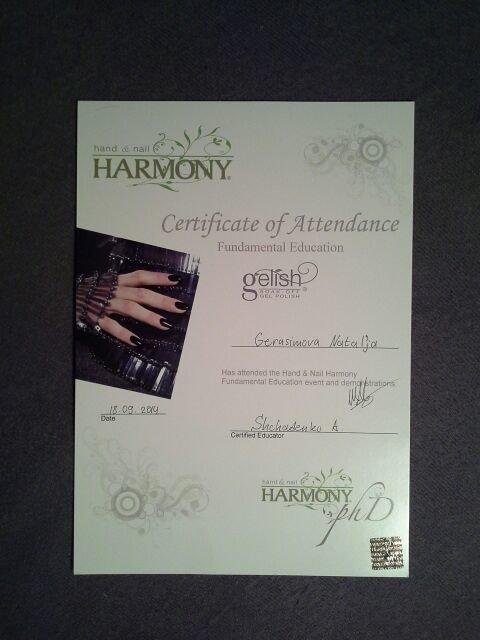 hand & nail
HARMONY®
Certificate of Attendance
Fundamental Education
gelish®
SOAK-OFF
GEL POLISH
Gerasimova Natalja
Has attended the Hand & Nail Harmony
Fundamental Education event and demonstrations.
18.09.2014
Date
Shchadenko A.
Certified Educator
hand & nail
HARMONY
phD